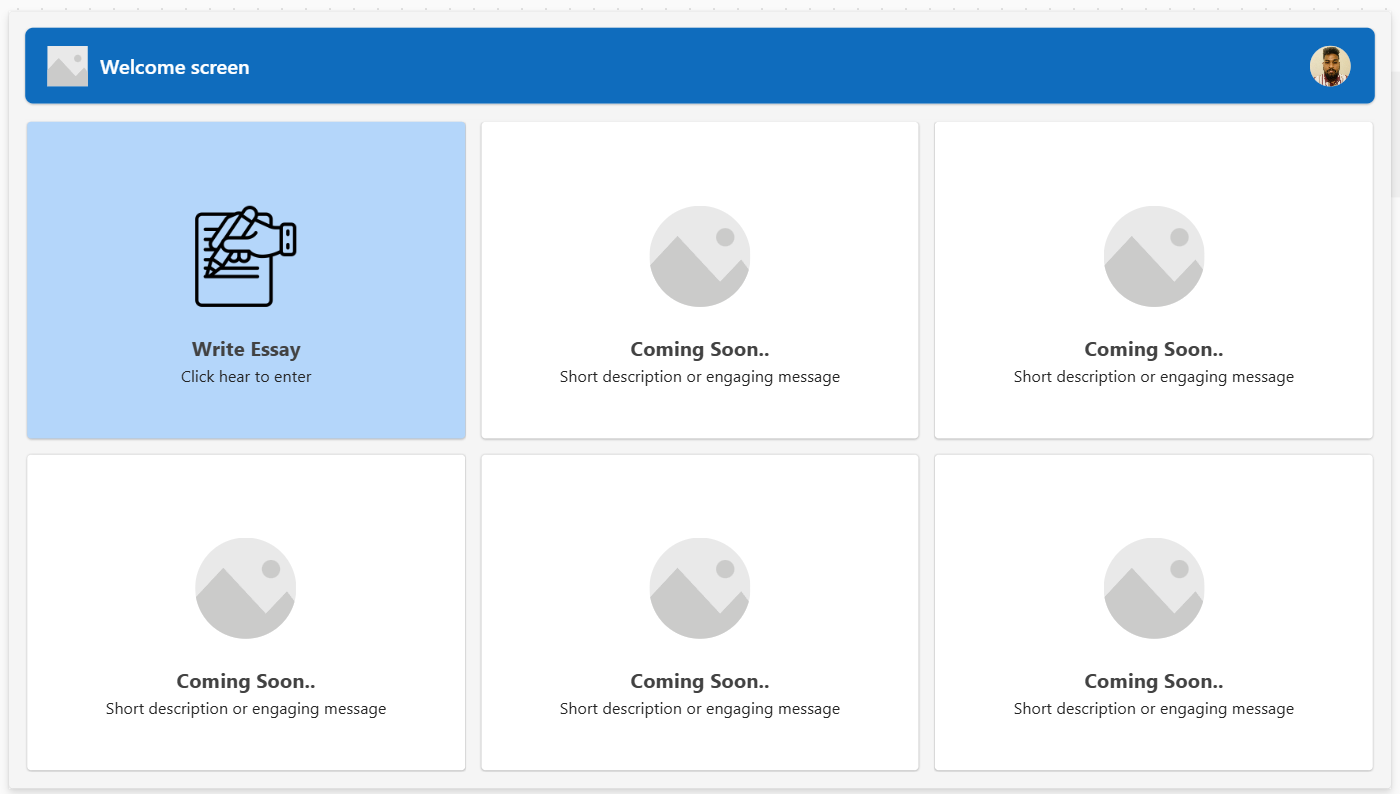 Welcome screen
Write Essay
Click hear to enter
Coming Soon..
Short description or engaging message
Coming Soon..
Short description or engaging message
Coming Soon..
Short description or engaging message
Coming Soon..
Short description or engaging message
Coming Soon..
Short description or engaging message